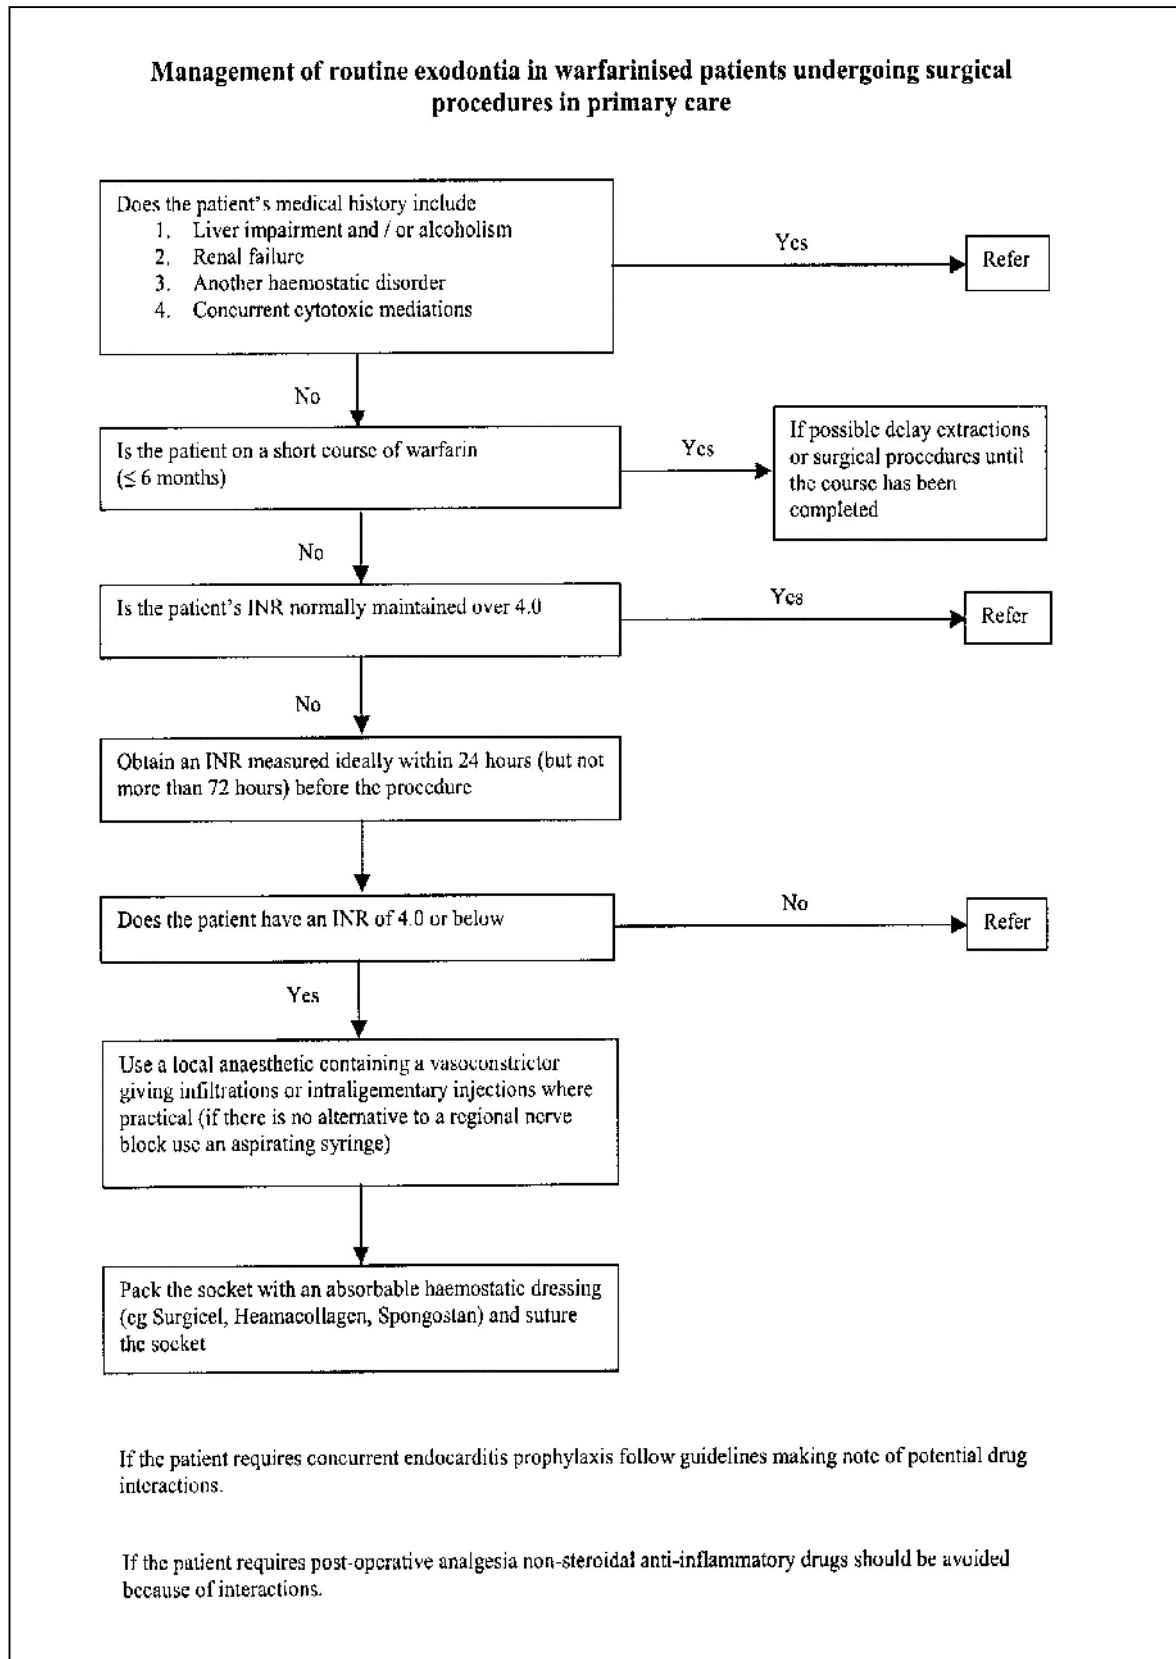 Management of routine exodontia in warfarinised patients undergoing surgical
procedures in primary care
Does the patient's medical history include
1. Liver impairment and / or alcoholism
2. Renal failure
3. Another haemostatic disorder
4. Concurrent cytotoxic mediations
Yes
Refer
No
Is the patient on a short course of warfarin
(≤ 6 months)
Yes
If possible delay extractions
or surgical procedures until
the course has been
completed
No
Is the patient's INR normally maintained over 4.0
Yes
Refer
No
Obtain an INR measured ideally within 24 hours (but not
more than 72 hours) before the procedure
Does the patient have an INR of 4.0 or below
No
Refer
Yes
Use a local anaesthetic containing a vasoconstrictor
giving infiltrations or intraligementary injections where
practical (if there is no alternative to a regional nerve
block use an aspirating syringe)
Pack the socket with an absorbable haemostatic dressing
(eg Surgicel, Heamacollagen, Spongostan) and suture
the socket
If the patient requires concurrent endocarditis prophylaxis follow guidelines making note of potential drug
interactions.
If the patient requires post-operative analgesia non-steroidal anti-inflammatory drugs should be avoided
because of interactions.